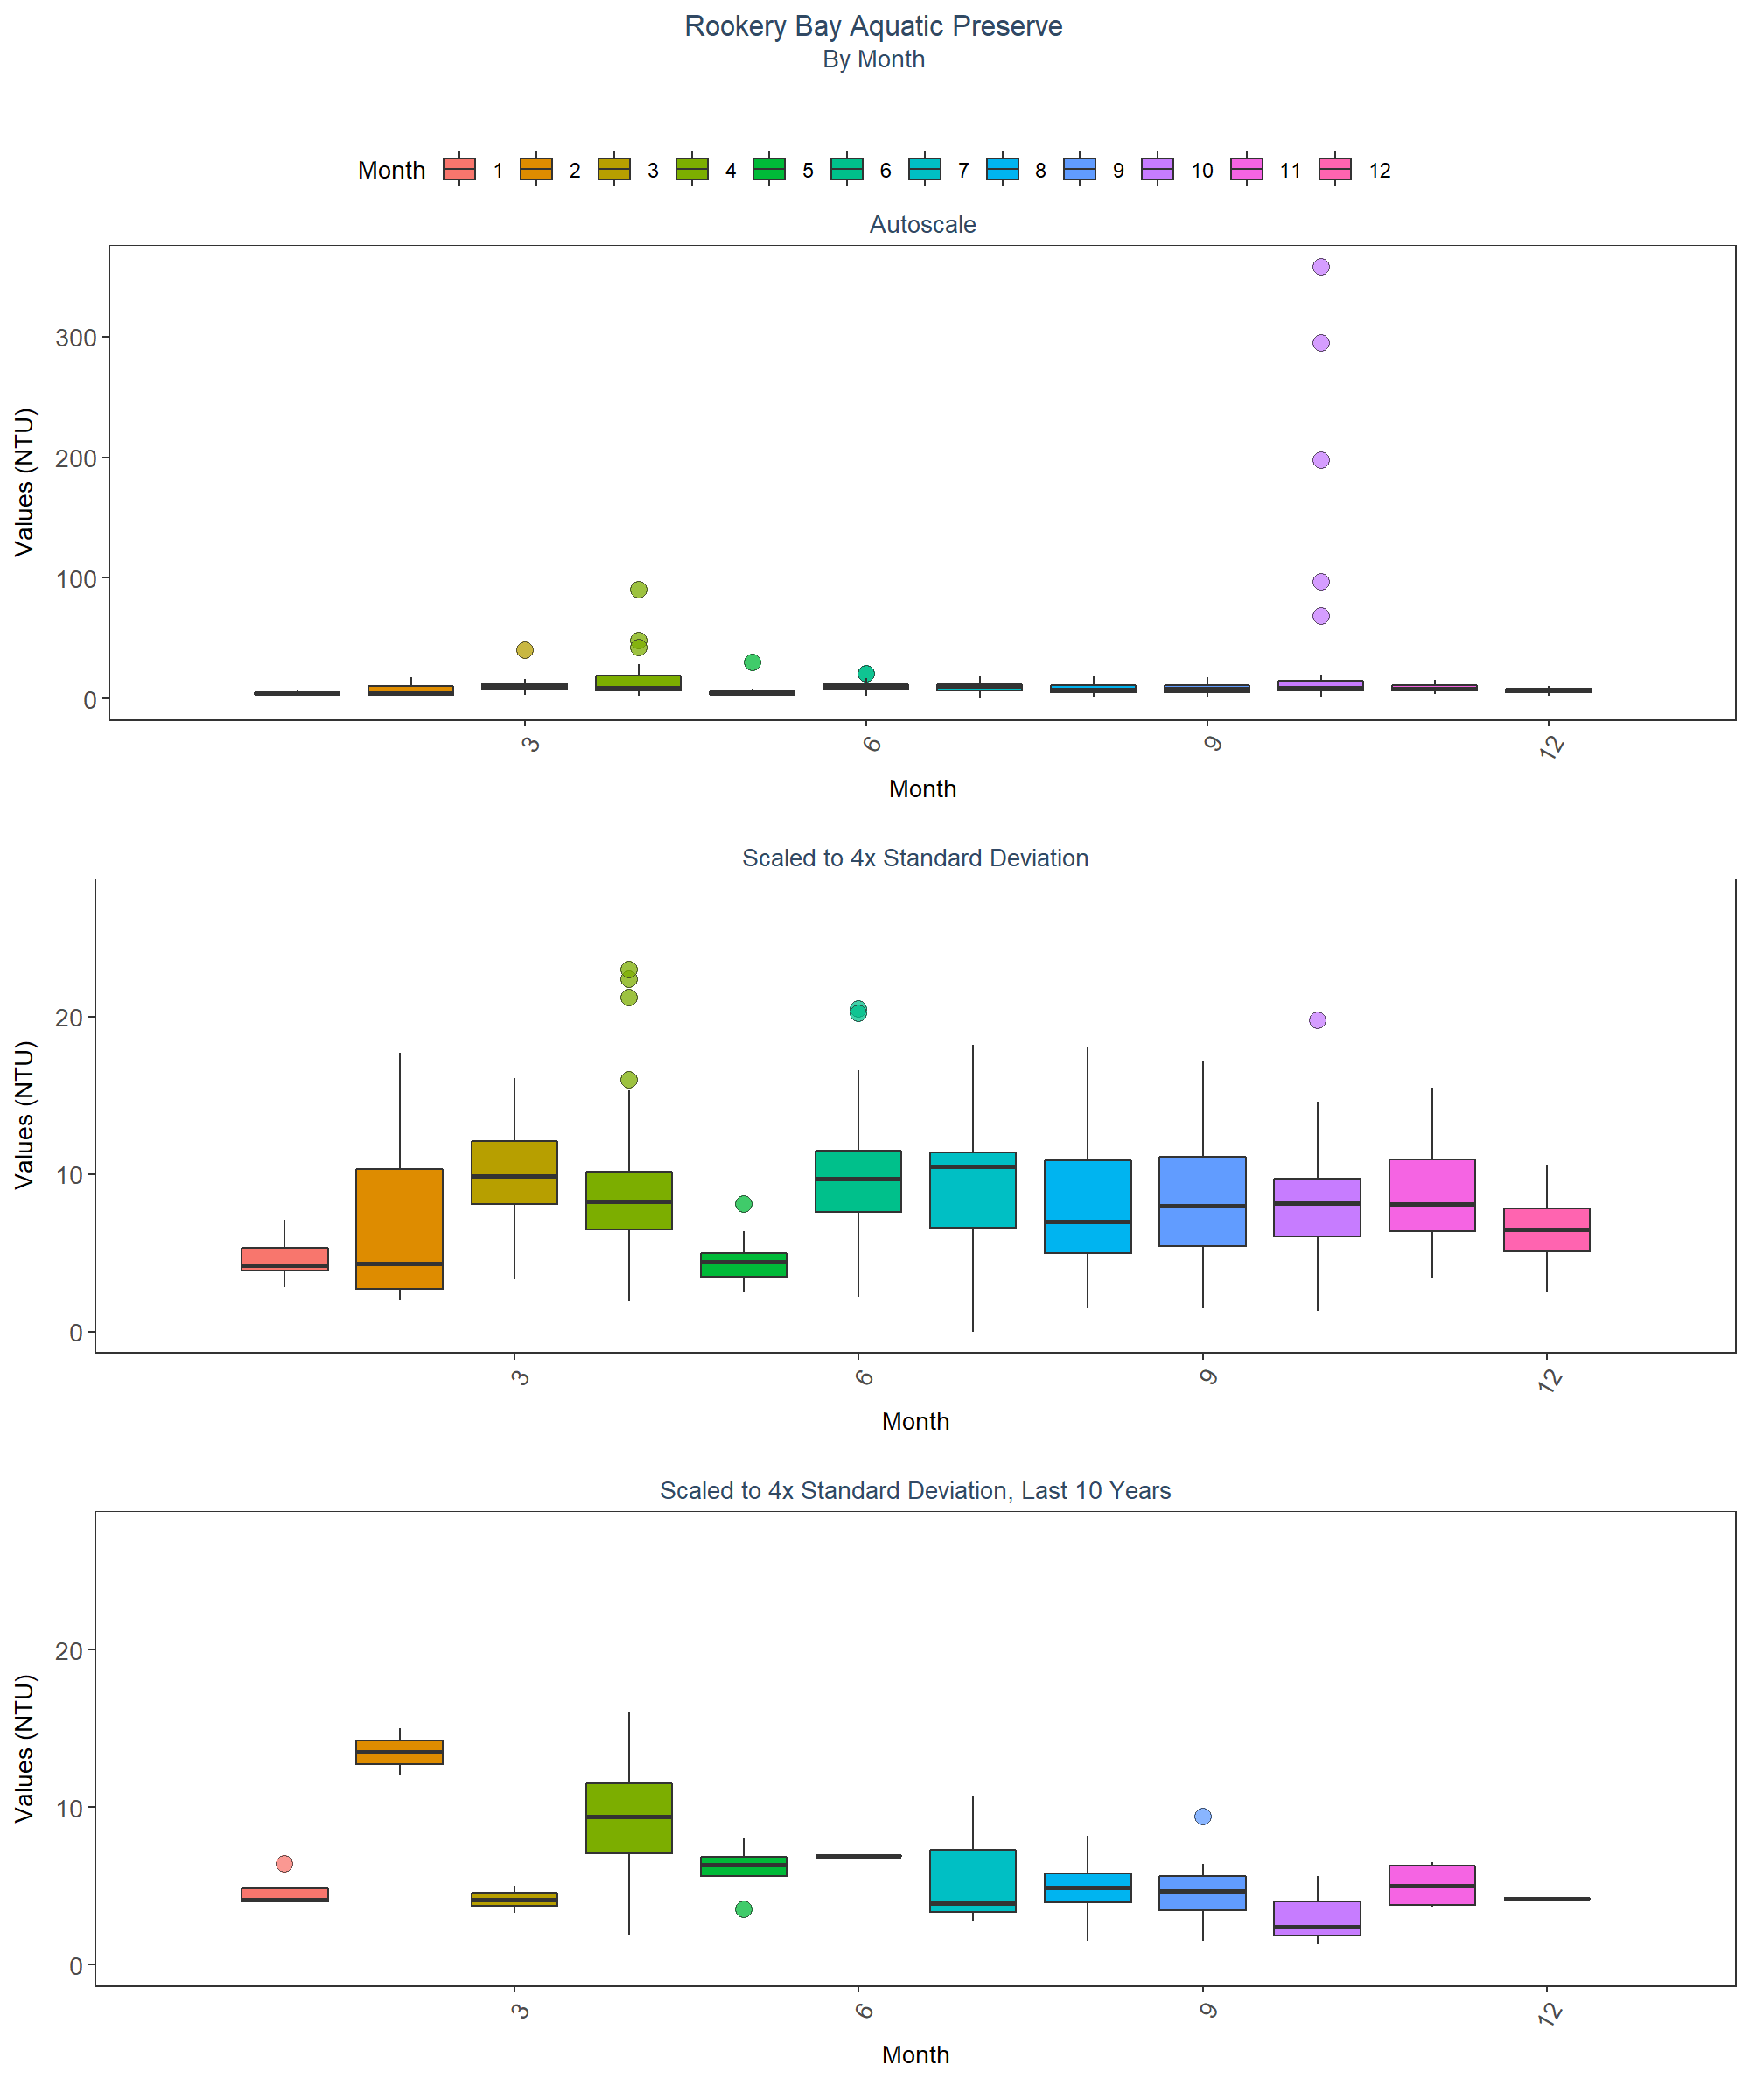 Rookery Bay Aquatic Preserve
By Month
Month 1 2 3 4 5 6 7 8 9 10 11 12
Autoscale
Values (NTU)
300
200
100
0
3 6 9 12
Month
Scaled to 4x Standard Deviation
Values (NTU)
20
10
0
3 6 9 12
Month
Scaled to 4x Standard Deviation, Last 10 Years
Values (NTU)
20
10
0
3 6 9 12
Month